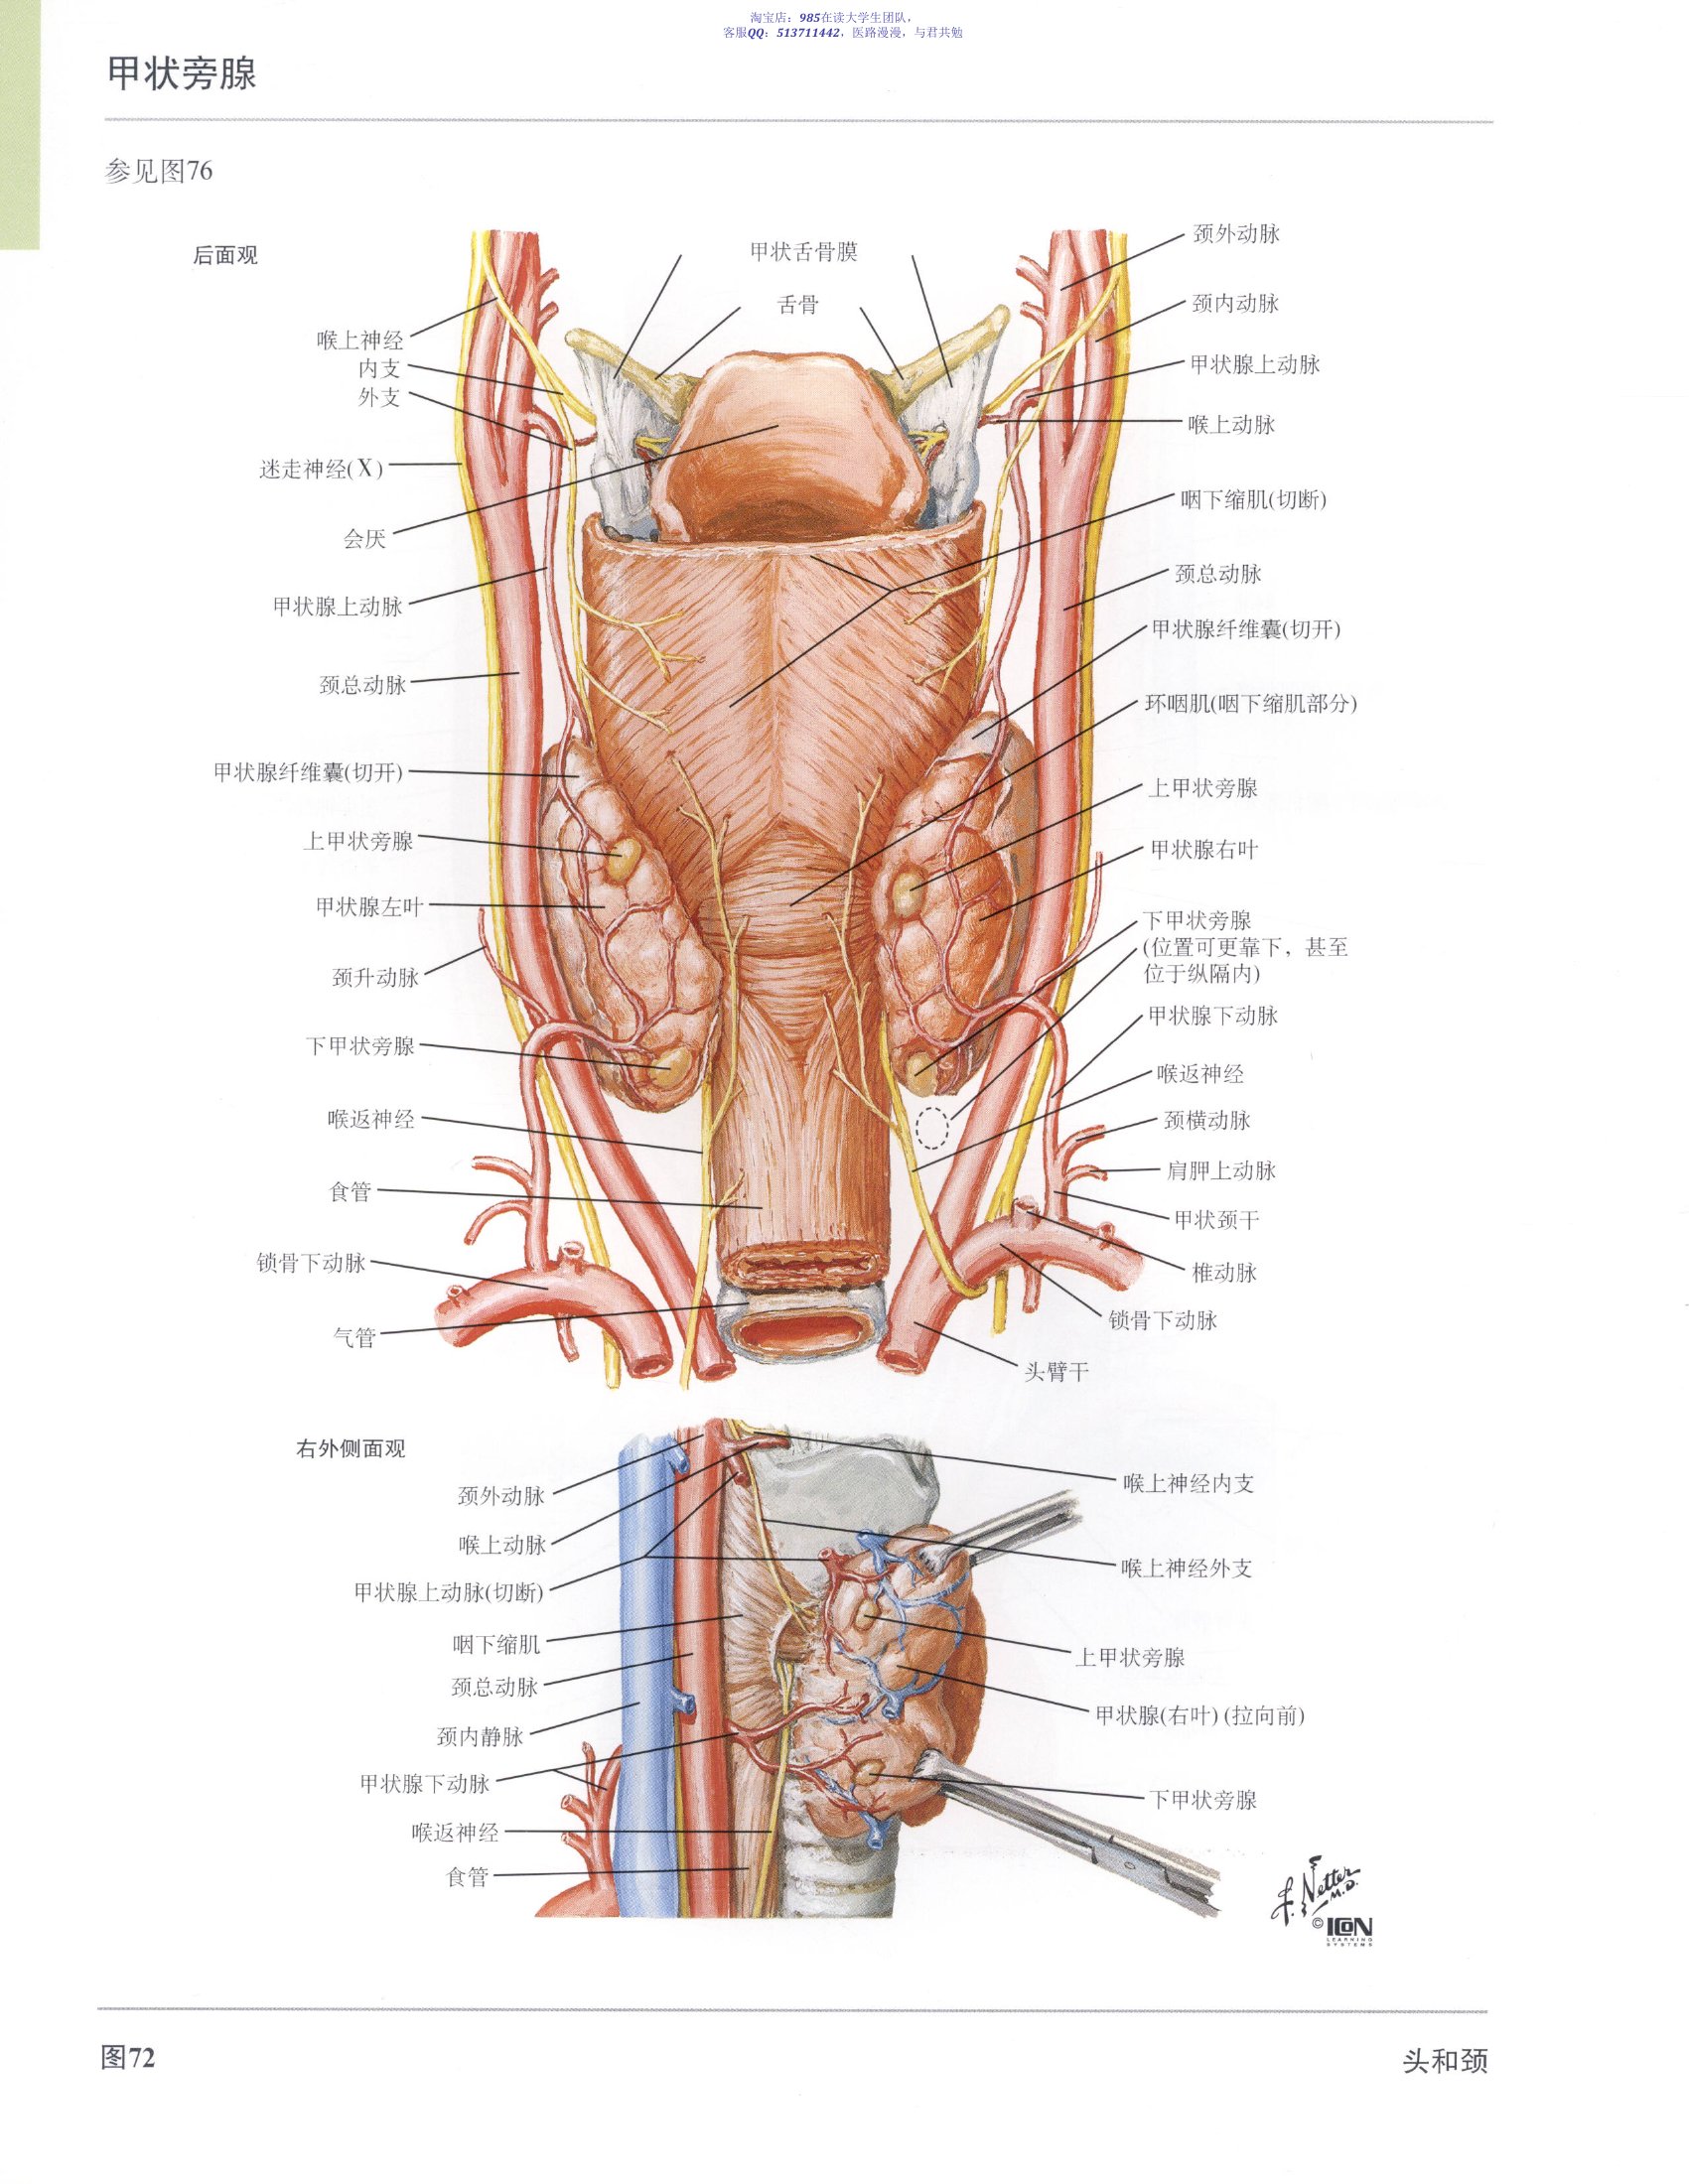 淘宝店：985在读大学生团队，
客服QQ：513711442，医路漫漫，与君共勉
甲状旁腺
参见图76
后面观
甲状舌骨膜
舌骨
喉上神经
内支
外支
迷走神经(X)
会厌
甲状腺上动脉
颈总动脉
甲状腺纤维囊(切开)
上甲状旁腺
甲状腺左叶
颈升动脉
下甲状旁腺
喉返神经
食管
锁骨下动脉
气管
颈外动脉
颈内动脉
甲状腺上动脉
喉上动脉
咽下缩肌(切断)
颈总动脉
甲状腺纤维囊(切开)
环咽肌(咽下缩肌部分)
上甲状旁腺
甲状腺右叶
下甲状旁腺
(位置可更靠下，甚至
位于纵隔内)
甲状腺下动脉
喉返神经
颈横动脉
肩胛上动脉
甲状颈干
椎动脉
锁骨下动脉
头臂干
右外侧面观
颈外动脉
喉上动脉
甲状腺上动脉(切断)
咽下缩肌
颈总动脉
颈内静脉
甲状腺下动脉
喉返神经
食管
喉上神经内支
喉上神经外支
上甲状旁腺
甲状腺(右叶) (拉向前)
下甲状旁腺
F. Netter
M.D.
© ICON
LEARNING
SYSTEMS
图72
头和颈